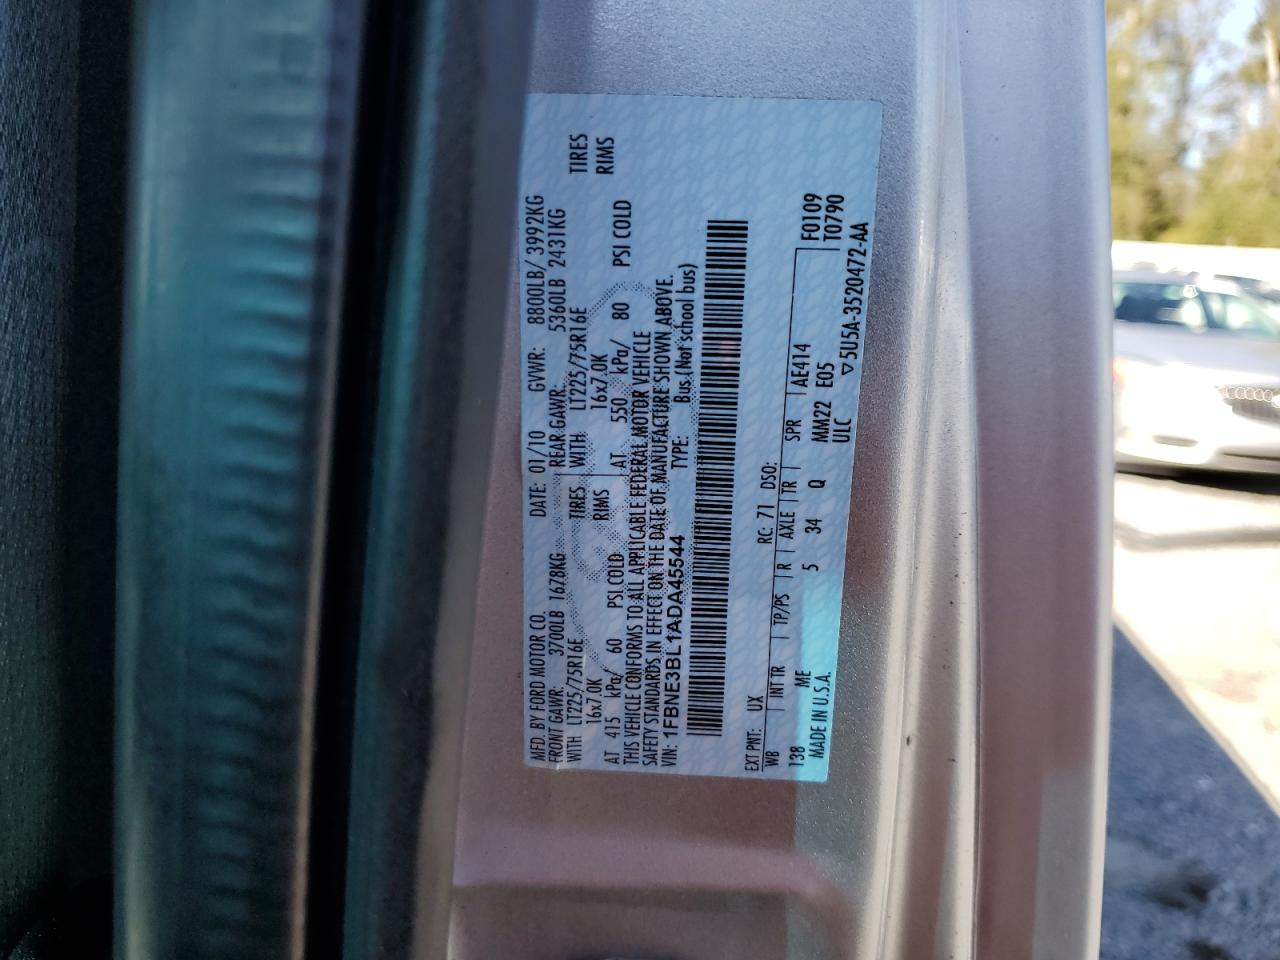 MFD. BY FORD MOTOR CO. DATE: 01/10 GVWR: 8800LB/ 3992KG
FRONT GAWR: 3700LB 1678KG REAR GAWR: 5360LB 2431KG
WITH LT225/75R16E TIRES WITH LT225/75R16E TIRES
16x7.0K RIMS 16x7.0K RIMS
AT 415 kPa/ 60 PSI COLD AT 550 kPa/ 80 PSI COLD
THIS VEHICLE CONFORMS TO ALL APPLICABLE FEDERAL MOTOR VEHICLE
SAFETY STANDARDS IN EFFECT ON THE DATE OF MANUFACTURE SHOWN ABOVE.
VIN: 1FBNE3BL1ADA45544 TYPE: Bus (Not school bus)
EXT PNT: UX RC: 71 DSO: F0109
WB | INT TR | TP/PS | R | AXLE | TR | SPR | AE414 T0790
138 ME 5 34 Q MM22 E05
MADE IN U.S.A. ULC ▽5U5A-3520472-AA